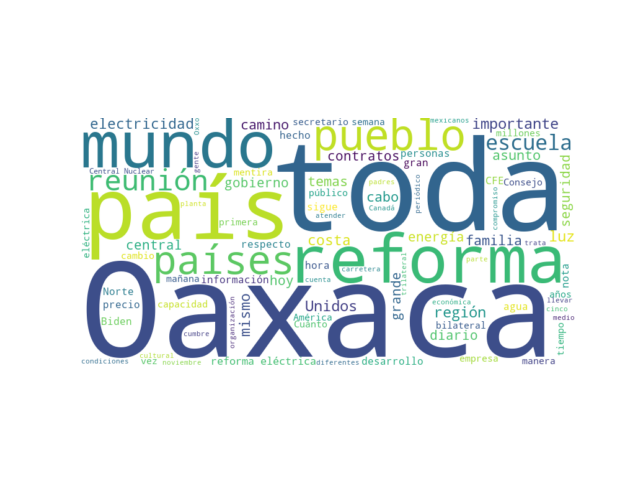 electricidad
Oxxo
camino
secretario
semana
mexicanos
importante
mundo
gente
hecho
pueblo
millones
escuela
Central Nuclear
mentira
contratos
personas
gran
asunto
reunión
gobierno
toda
temas
padres
periódico
CFE
Consejo
seguridad
país
planta
público
cabo
compromiso
sigue
Canadá
primera
atender
eléctrica
central
respecto
costa
energía
familia
luz
cambio
países
trilateral
reforma
trata
mañana
información
hoy
hora
carretera
parte
nota
cuenta
llevar
Oaxaca
Norte
precio
capacidad
organización
mismo
Unidos
grande
económica
región
agua
años
cinco
Biden
América
Cuánto
bilateral
medio
cumbre
diario
tiempo
cultural
condiciones
vez
noviembre
reforma eléctrica
diferentes
desarrollo
empresa
manera